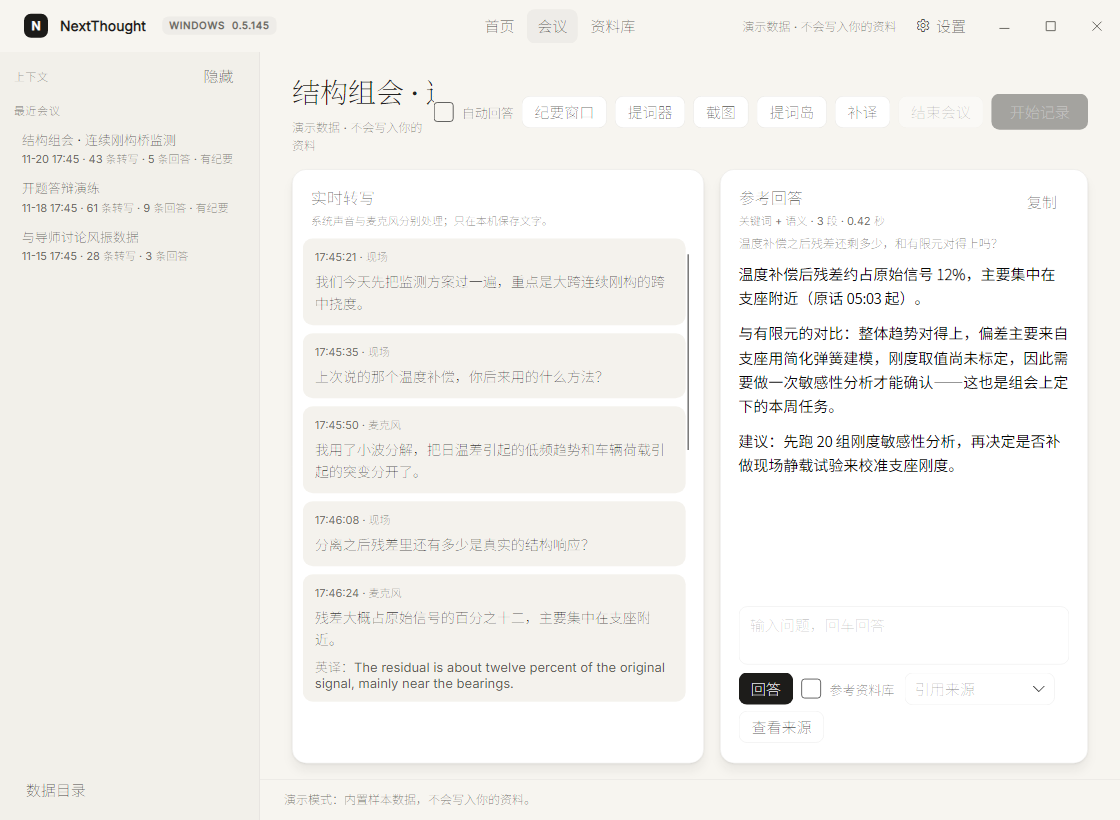 N NextThought WINDOWS 0.5.145 首页 会议 资料库 演示数据 · 不会写入你的资料 设置
上下文 隐藏
最近会议
结构组会 · 连续刚构桥监测
11-20 17:45 · 43 条转写 · 5 条回答 · 有纪要
开题答辩演练
11-18 17:45 · 61 条转写 · 9 条回答 · 有纪要
与导师讨论风振数据
11-15 17:45 · 28 条转写 · 3 条回答
数据目录
结构组会 ·
演示数据 · 不会写入你的
资料
自动回答 纪要窗口 提词器 截图 提词岛 补译 结束会议 开始记录
实时转写
系统声音与麦克风分别处理；只在本机保存文字。
17:45:21 · 现场
我们今天先把监测方案过一遍，重点是大跨连续刚构的跨
中挠度。
17:45:35 · 现场
上次说的那个温度补偿，你后来用的什么方法？
17:45:50 · 麦克风
我用了小波分解，把日温差引起的低频趋势和车辆荷载引
起的突变分开了。
17:46:08 · 现场
分离之后残差里还有多少是真实的结构响应？
17:46:24 · 麦克风
残差大概占原始信号的百分之十二，主要集中在支座附
近。
英译：The residual is about twelve percent of the original
signal, mainly near the bearings.
参考回答 复制
关键词 + 语义 · 3 段 · 0.42 秒
温度补偿之后残差还剩多少，和有限元对得上吗？
温度补偿后残差约占原始信号 12%，主要集中在
支座附近（原话 05:03 起）。
与有限元的对比：整体趋势对得上，偏差主要来自
支座用简化弹簧建模，刚度取值尚未标定，因此需
要做一次敏感性分析才能确认——这也是组会上定
下的本周任务。
建议：先跑 20 组刚度敏感性分析，再决定是否补
做现场静载试验来校准支座刚度。
输入问题，回车回答
回答 参考资料库 引用来源
查看来源
演示模式：内置样本数据，不会写入你的资料。